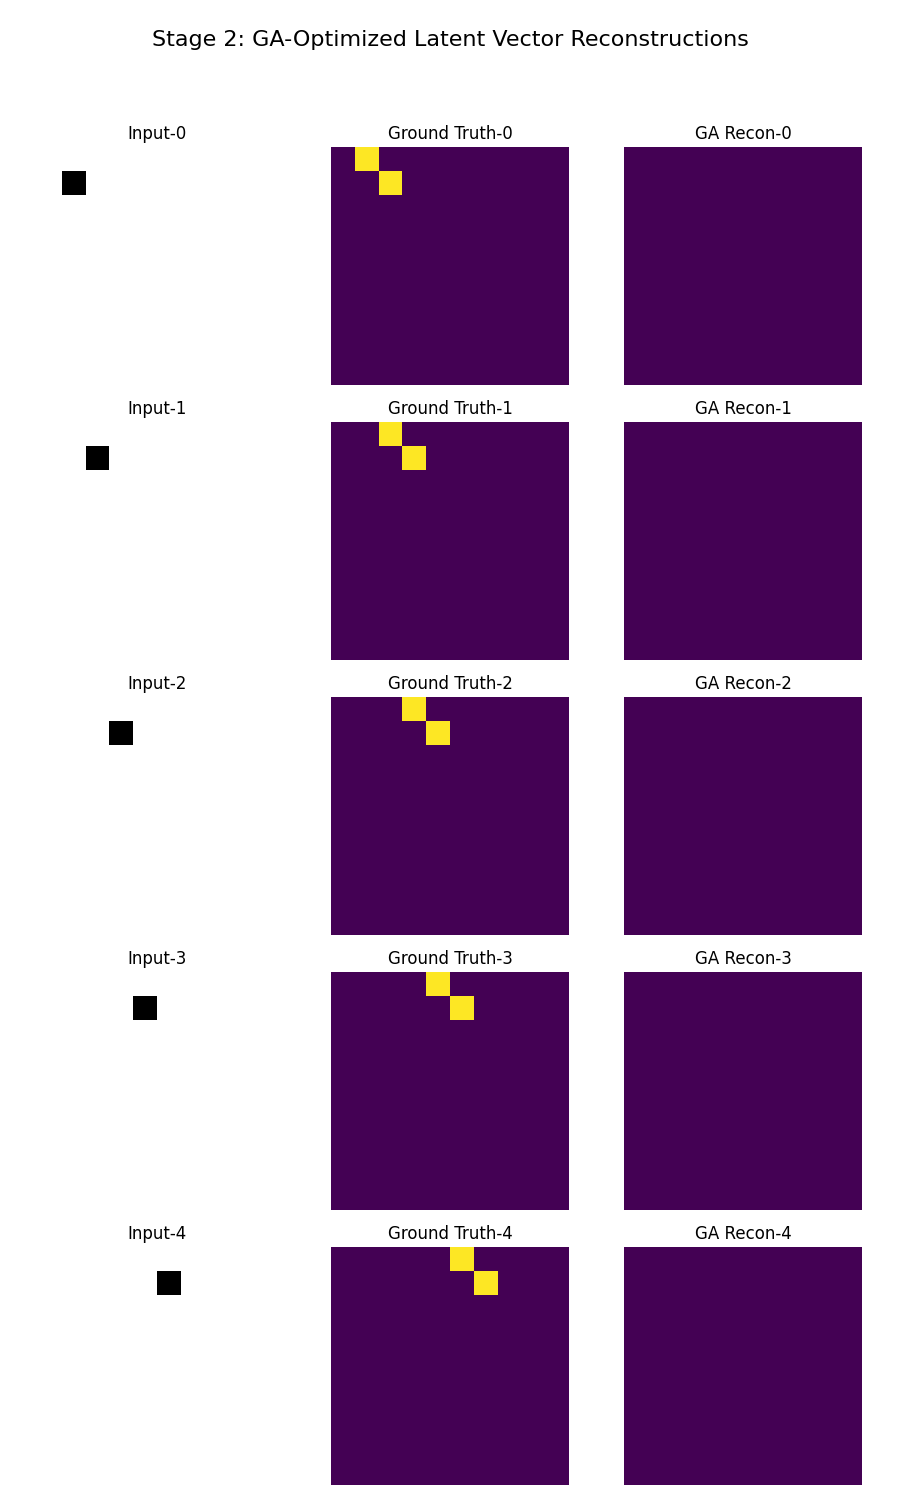 Stage 2: GA-Optimized Latent Vector Reconstructions
Input-0
Ground Truth-0
GA Recon-0
Input-1
Ground Truth-1
GA Recon-1
Input-2
Ground Truth-2
GA Recon-2
Input-3
Ground Truth-3
GA Recon-3
Input-4
Ground Truth-4
GA Recon-4